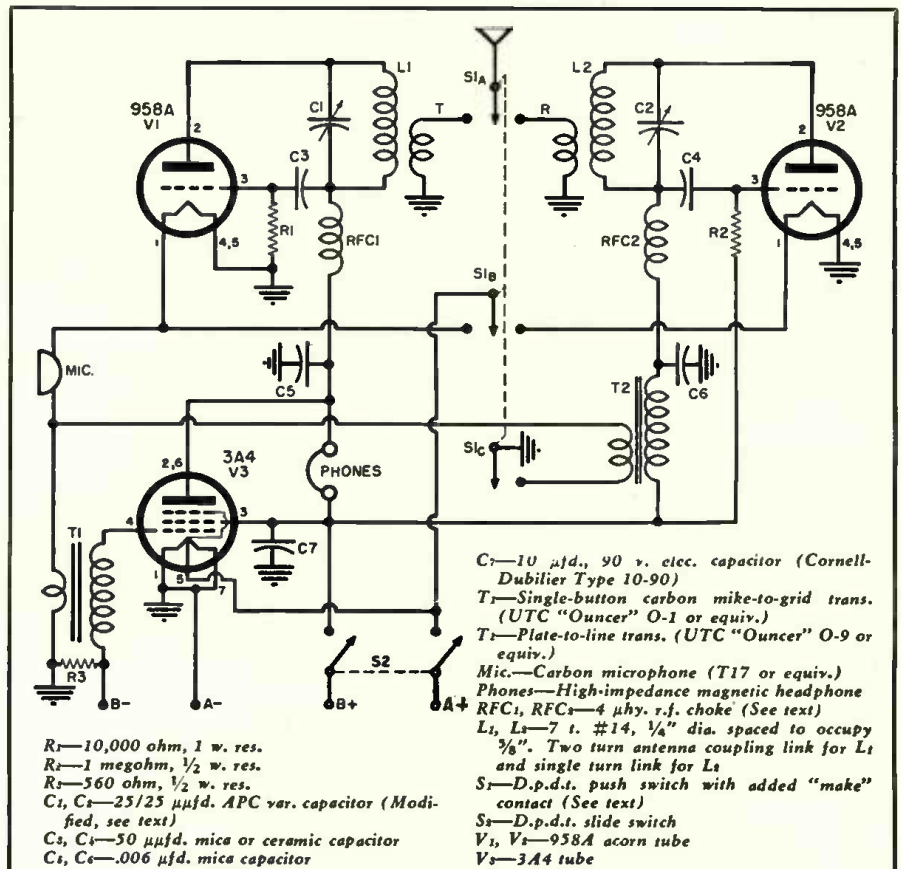 L1
S1A
L2
958A
V1
C1
T
R
C2
958A
V2
2
2
C3
C4
3
3
R1
R2
1
4,5
RFC1
RFC2
1
4,5
S1B
MIC.
C5
T2
C6
2,6
3A4
V3
S1C
PHONES
4
3
T1
C7
1
5
7
R3
S2
B-
A-
B+
A+
R1—10,000 ohm, 1 w. res.
R2—1 megohm, ½ w. res.
R3—560 ohm, ½ w. res.
C1, C2—25/25 μμfd. APC var. capacitor (Modi-
fied, see text)
C3, C4—50 μμfd. mica or ceramic capacitor
C5, C6—.006 μfd. mica capacitor
C7—10 μfd., 90 v. elec. capacitor (Cornell-
Dubilier Type 10-90)
T1—Single-button carbon mike-to-grid trans.
(UTC "Ouncer" O-1 or equiv.)
T2—Plate-to-line trans. (UTC "Ouncer" O-9 or
equiv.)
Mic.—Carbon microphone (T17 or equiv.)
Phones—High-impedance magnetic headphone
RFC1, RFC2—4 μhy. r.f. choke (See text)
L1, L2—7 t. #14, ¼" dia. spaced to occupy
⅝". Two turn antenna coupling link for L1
and single turn link for L2
S1—D.p.d.t. push switch with added "make"
contact (See text)
S2—D.p.d.t. slide switch
V1, V2—958A acorn tube
V3—3A4 tube